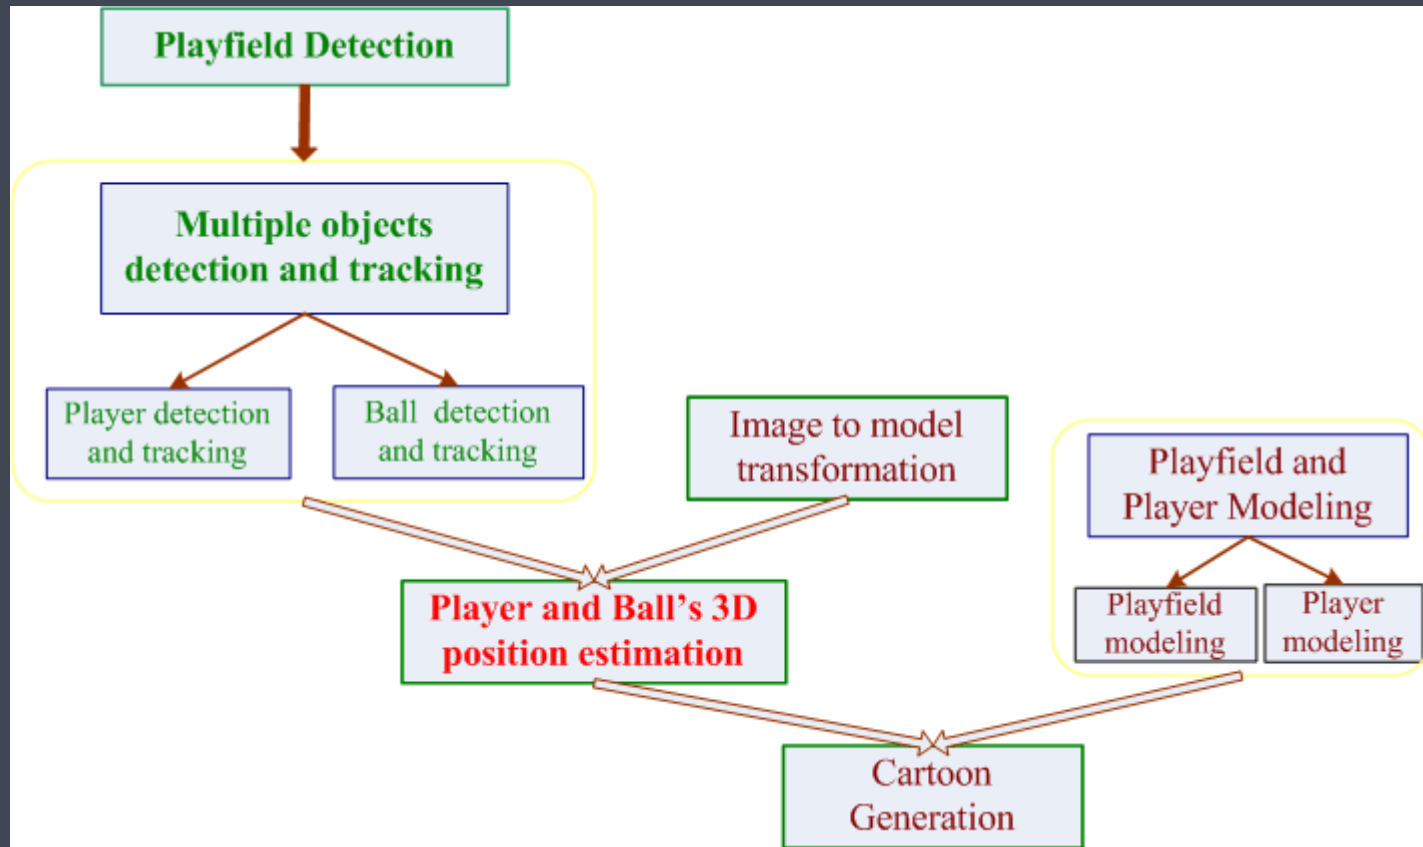 Playfield Detection
Multiple objects
detection and tracking
Player detection
and tracking
Ball detection
and tracking
Image to model
transformation
Playfield and
Player Modeling
Playfield
modeling
Player
modeling
Player and Ball's 3D
position estimation
Cartoon
Generation